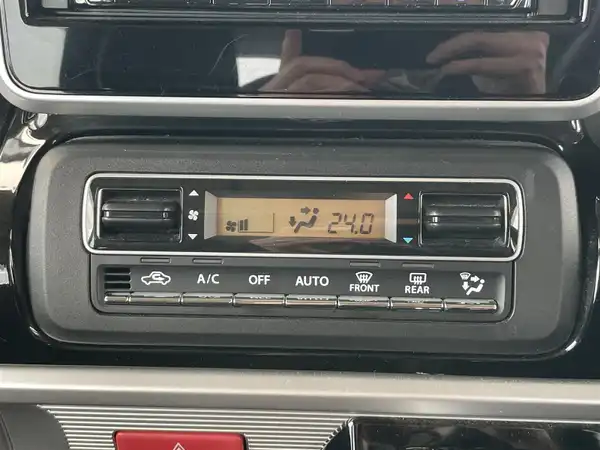 24.0
A/C OFF AUTO FRONT REAR